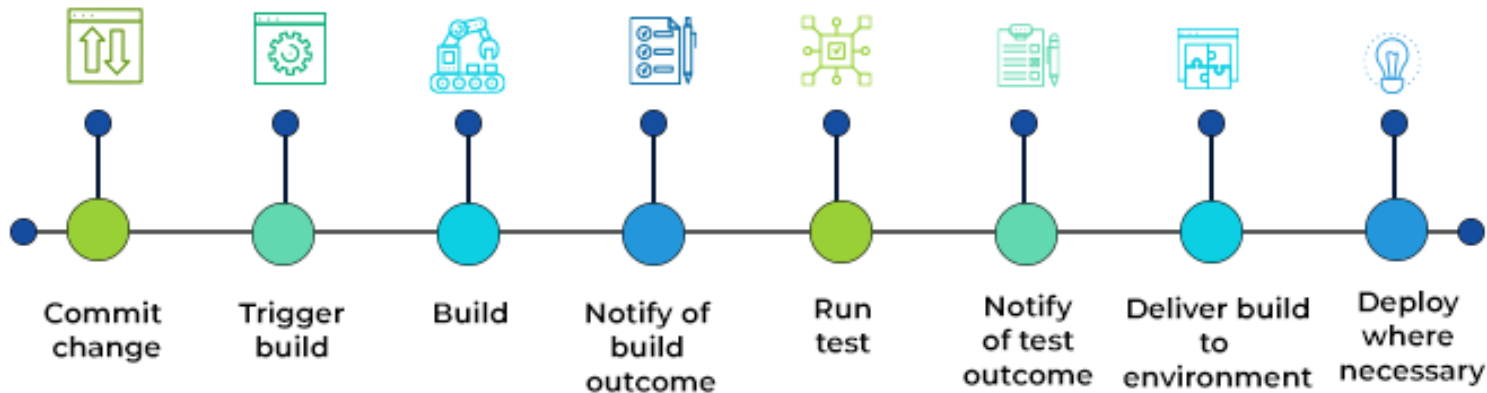 Commit
change
Trigger
build
Build
Notify of
build
outcome
Run
test
Notify
of test
outcome
Deliver build
to
environment
Deploy
where
necessary